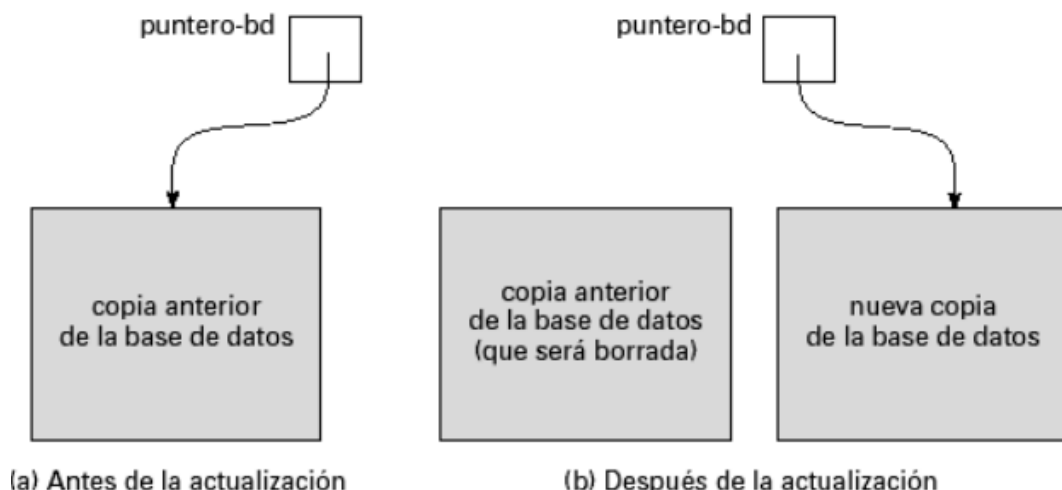 puntero-bd
copia anterior
de la base de datos
(a) Antes de la actualización
puntero-bd
copia anterior
de la base de datos
(que será borrada)
nueva copia
de la base de datos
(b) Después de la actualización